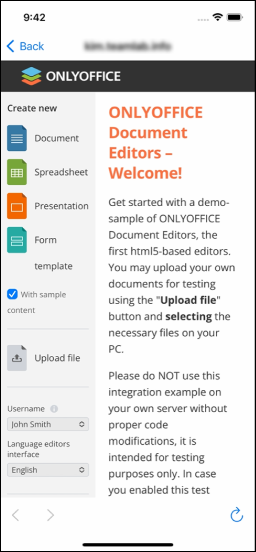 9:42
Back
ONLYOFFICE
Create new
Document
Spreadsheet
Presentation
Form
template
With sample
content
Upload file
Username
John Smith
Language editors
interface
English
ONLYOFFICE
Document
Editors –
Welcome!
Get started with a demo-
sample of ONLYOFFICE
Document Editors, the
first html5-based editors.
You may upload your own
documents for testing
using the "Upload file"
button and selecting the
necessary files on your
PC.
Please do NOT use this
integration example on
your own server without
proper code
modifications, it is
intended for testing
purposes only. In case
you enabled this test